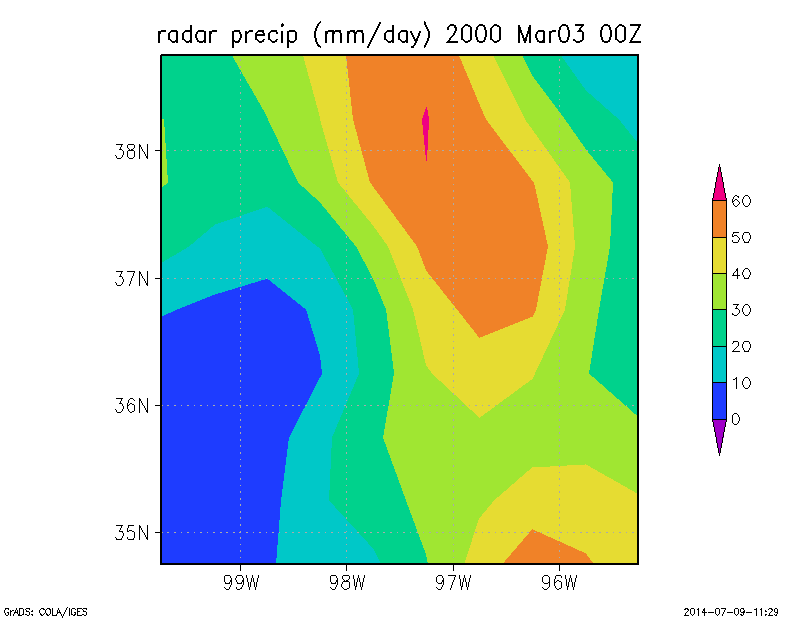 radar precip (mm/day) 2000 Mar03 00Z
38N
37N
36N
35N
99W 98W 97W 96W
60
50
40
30
20
10
0
GrADS: COLA/IGES 2014-07-09-11:29